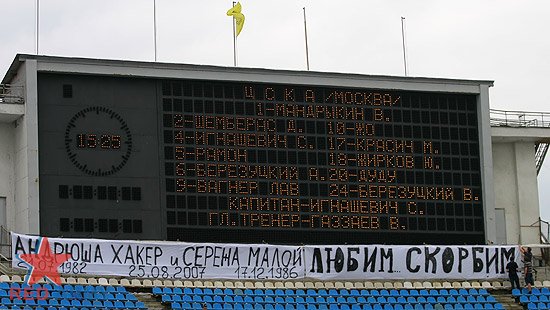 15:25
ЦСКА /МОСКВА/
1-МАНДРЫКИН В.
2-ШЕМБЕРАС Д. 10-ЖО
4-ИГНАШЕВИЧ С. 17-КРАСИЧ М.
5-РАМОН 18-ЖИРКОВ Ю.
6-БЕРЕЗУЦКИЙ А. 20-ДУДУ
9-ВАГНЕР ЛАВ 24-БЕРЕЗУЦКИЙ В.
КАПИТАН-ИГНАШЕВИЧ С.
ГЛ.ТРЕНЕР-ГАЗЗАЕВ В.
АНДРЮША ХАКЕР и СЕРЕНА МАЛОЙ ЛЮБИМ... СКОРБИМ
1982 25.08.2007 17.12.1986